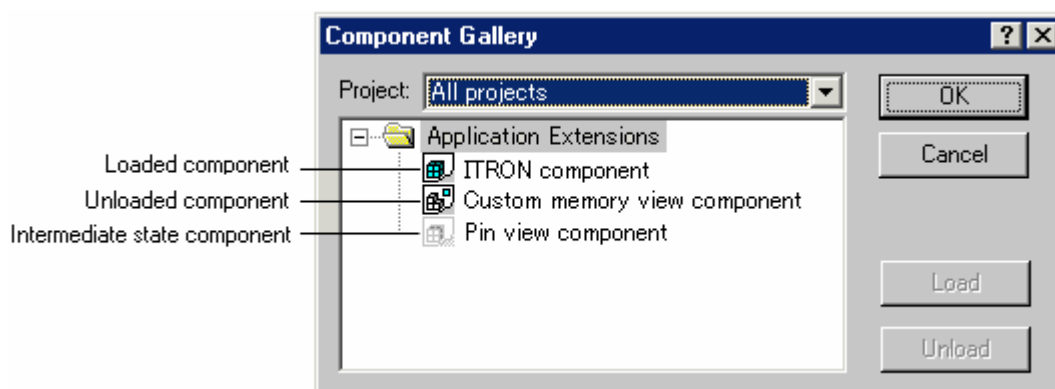 Component Gallery
Project: All projects
OK
Application Extensions
Loaded component
ITRON component
Cancel
Unloaded component
Custom memory view component
Intermediate state component
Pin view component
Load
Unload